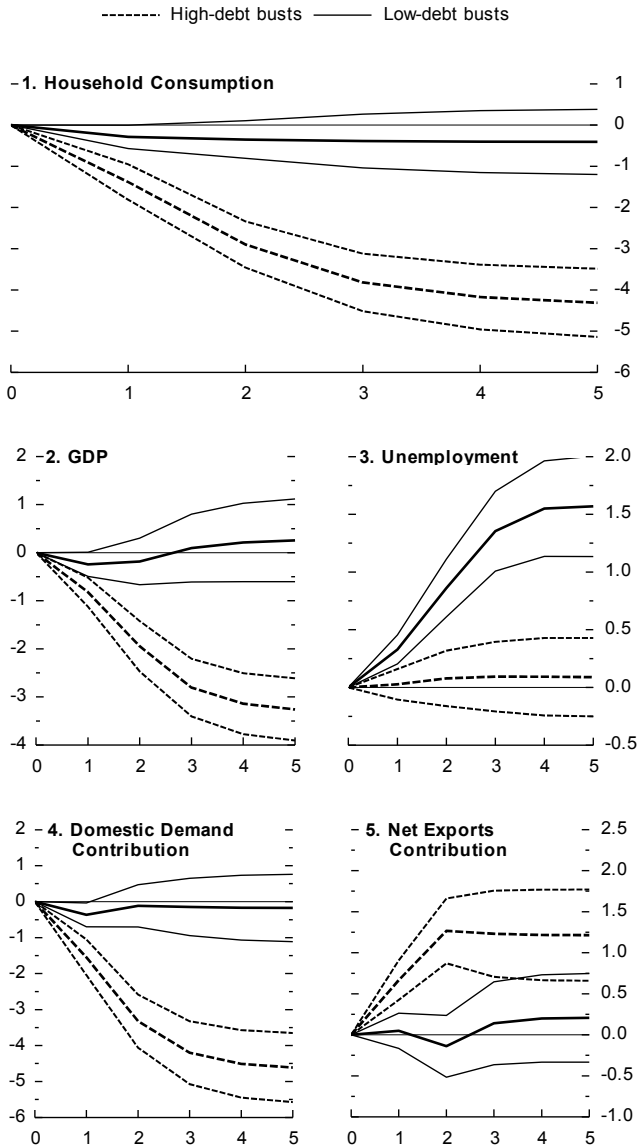 High-debt busts Low-debt busts
1. Household Consumption
1
0
-1
-2
-3
-4
-5
-6
0 1 2 3 4 5
2. GDP
2
1
0
-1
-2
-3
-4
0 1 2 3 4 5
3. Unemployment
2.0
1.5
1.0
0.5
0.0
-0.5
0 1 2 3 4 5
4. Domestic Demand
Contribution
2
1
0
-1
-2
-3
-4
-5
-6
0 1 2 3 4 5
5. Net Exports
Contribution
2.5
2.0
1.5
1.0
0.5
0.0
-0.5
-1.0
0 1 2 3 4 5